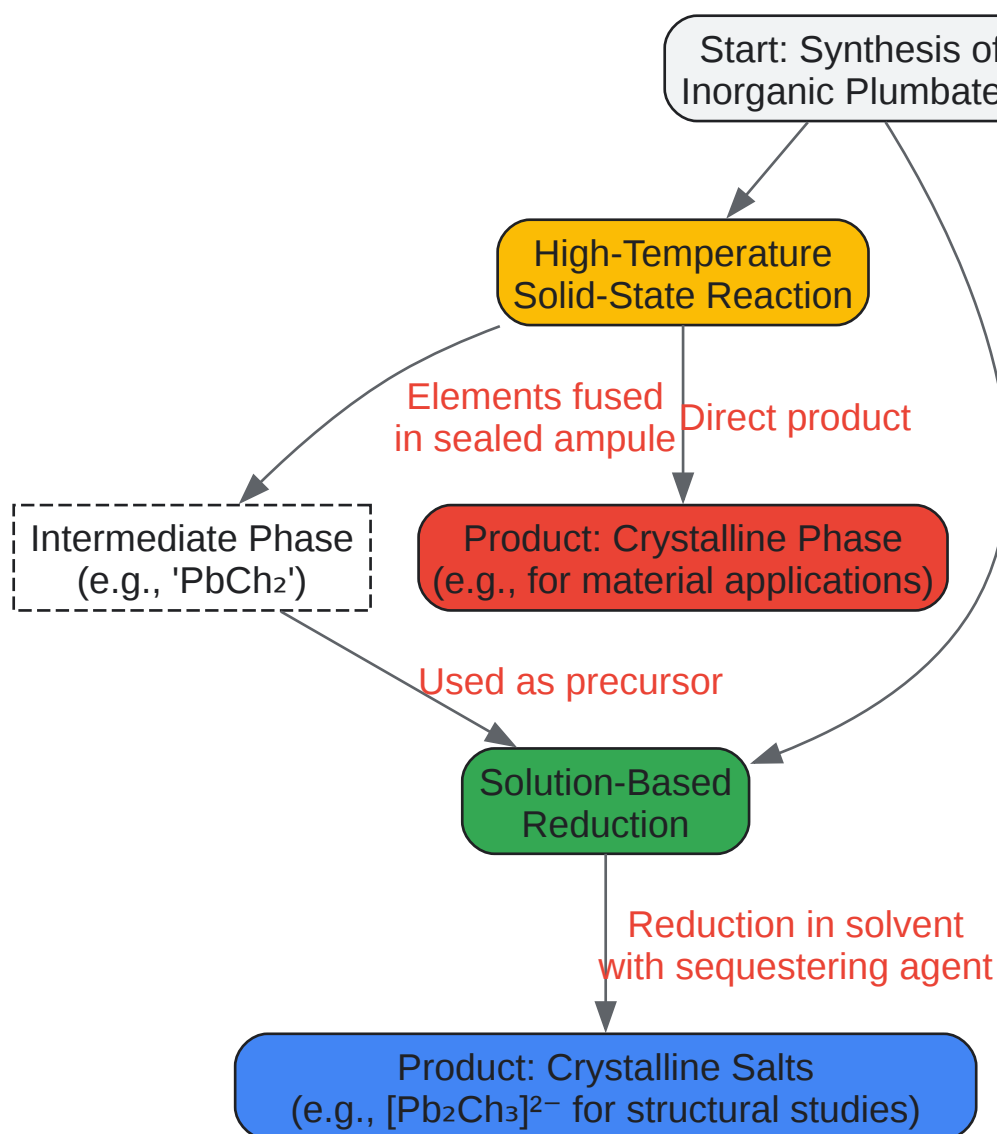 Start: Synthesis of
Inorganic Plumbate
High-Temperature
Solid-State Reaction
Elements fused
in sealed ampule
Direct product
Intermediate Phase
(e.g., 'PbCh₂')
Product: Crystalline Phase
(e.g., for material applications)
Used as precursor
Solution-Based
Reduction
Reduction in solvent
with sequestering agent
Product: Crystalline Salts
(e.g., [Pb₂Ch₃]²⁻ for structural studies)